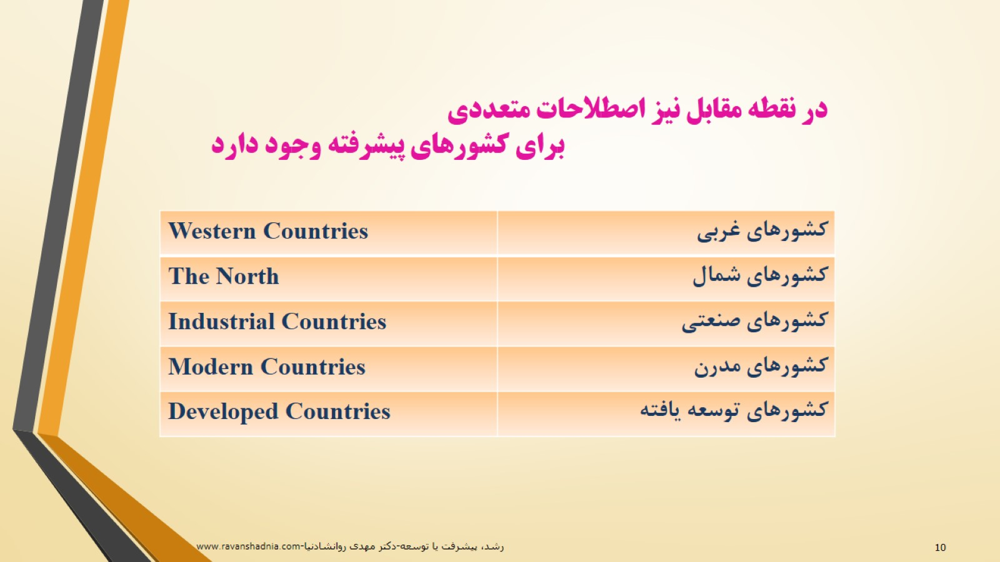 در نقطه مقابل نیز اصطلاحات متعددی
برای کشورهای پیشرفته وجود دارد
Western Countries کشورهای غربی
The North کشورهای شمال
Industrial Countries کشورهای صنعتی
Modern Countries کشورهای مدرن
Developed Countries کشورهای توسعه یافته
رشد، پیشرفت یا توسعه-دکتر مهدی روانشادنیا-www.ravanshadnia.com
10